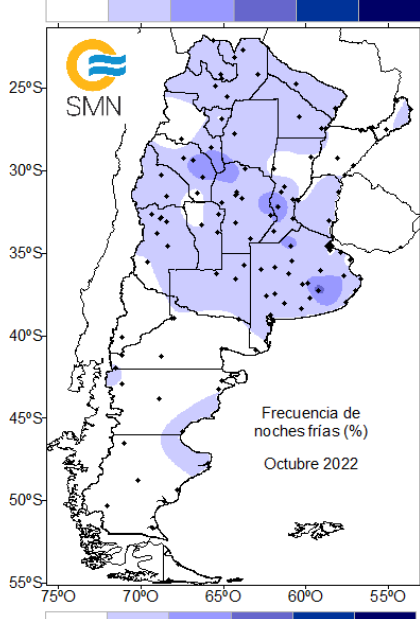 SMN
25ºS
30ºS
35ºS
40ºS
45ºS
50ºS
55ºS
Frecuencia de
noches frías (%)
Octubre 2022
75ºO 70ºO 65ºO 60ºO 55ºO